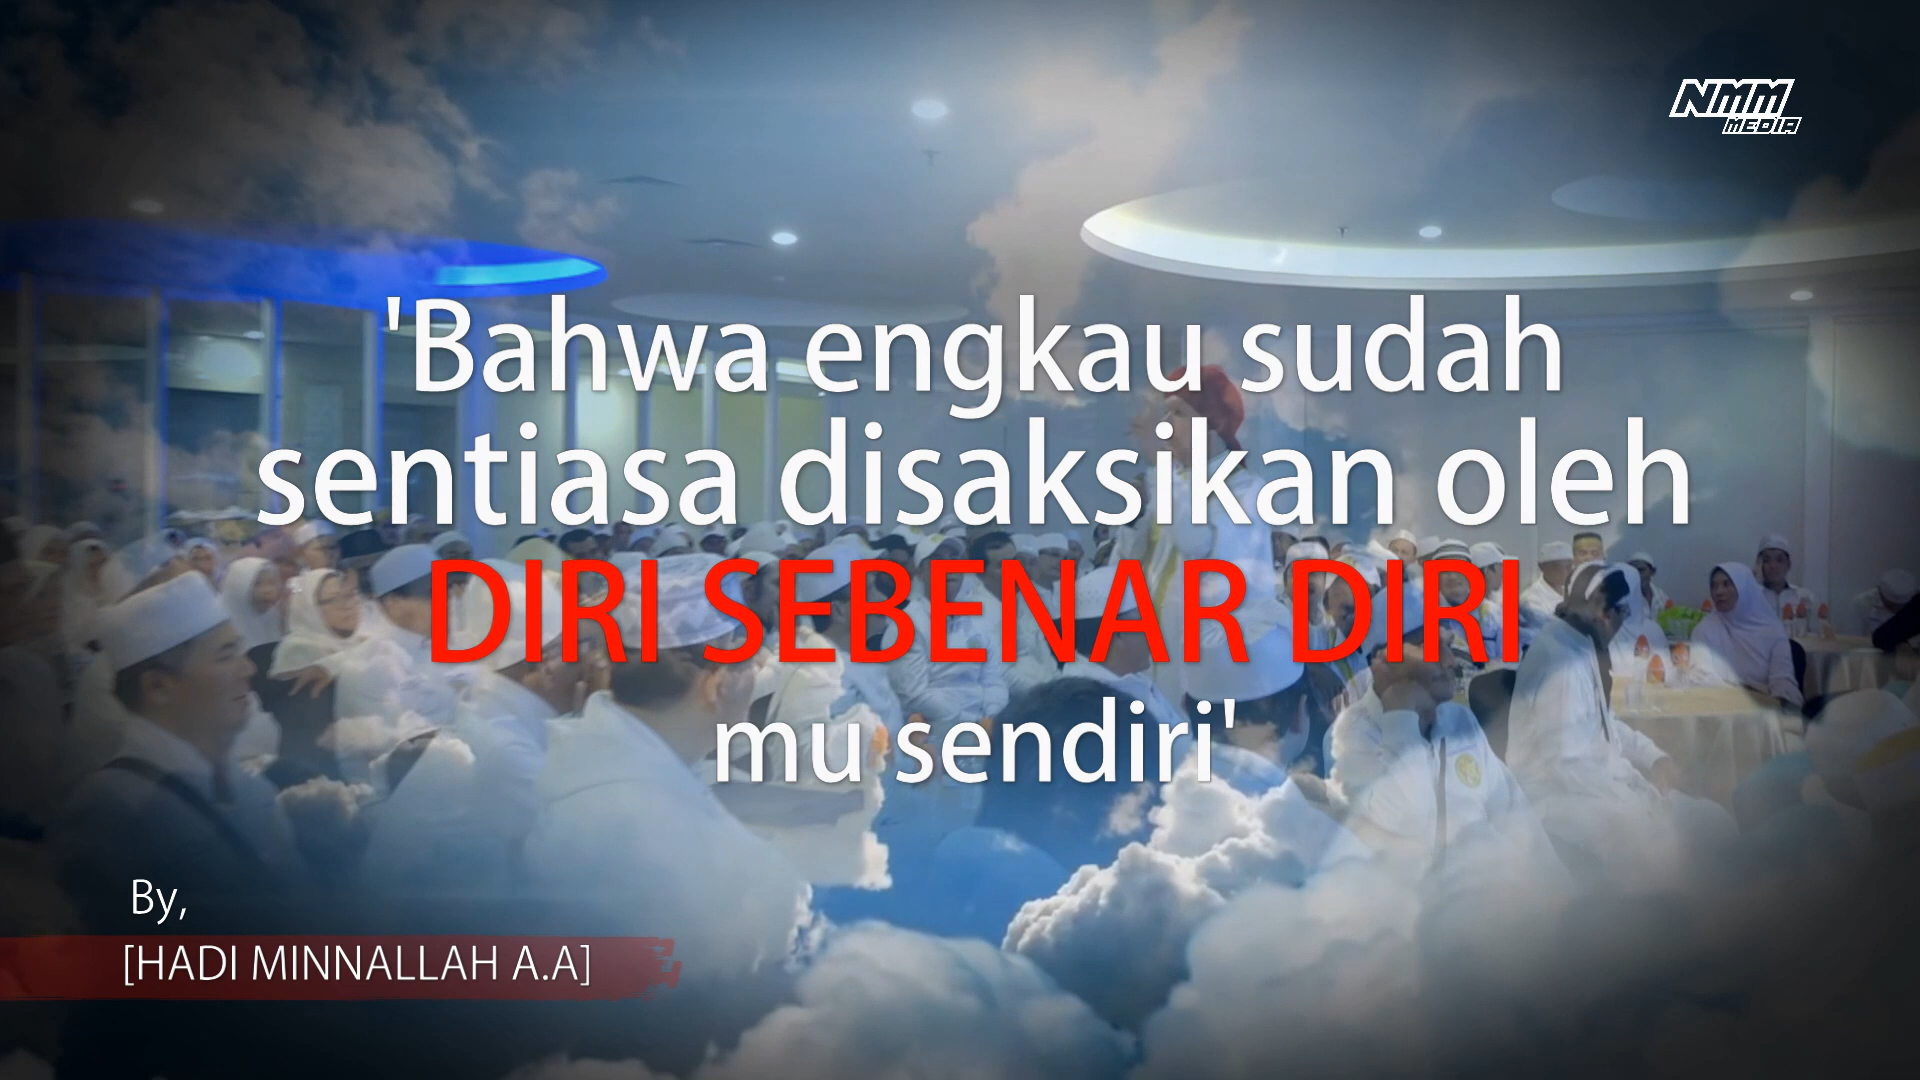 NMM
MEDIA
'Bahwa engkau sudah
sentiasa disaksikan oleh
DIRI SEBENAR DIRI
mu sendiri'
By,
[HADI MINNALLAH A.A]